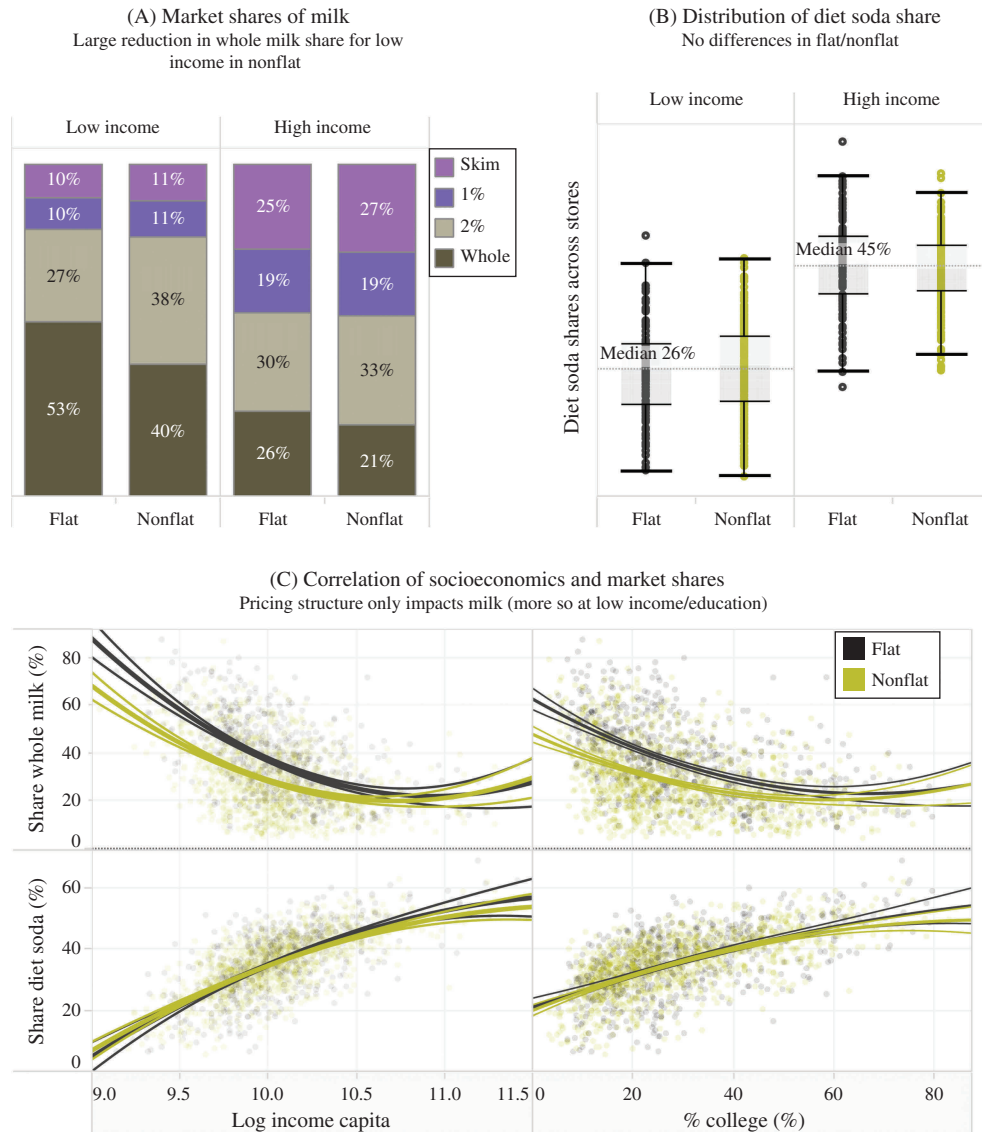 (A) Market shares of milk
Large reduction in whole milk share for low
income in nonflat
Low income
High income
10%
11%
25%
27%
10%
11%
19%
19%
27%
38%
30%
33%
53%
40%
26%
21%
Flat
Nonflat
Flat
Nonflat
Skim
1%
2%
Whole
(B) Distribution of diet soda share
No differences in flat/nonflat
Low income
High income
Diet soda shares across stores
Median 26%
Median 45%
Flat
Nonflat
Flat
Nonflat
(C) Correlation of socioeconomics and market shares
Pricing structure only impacts milk (more so at low income/education)
Share whole milk (%)
80
60
40
20
0
Flat
Nonflat
Share diet soda (%)
60
40
20
0
9.0
9.5
10.0
10.5
11.0
11.5
Log income capita
0
20
40
60
80
% college (%)